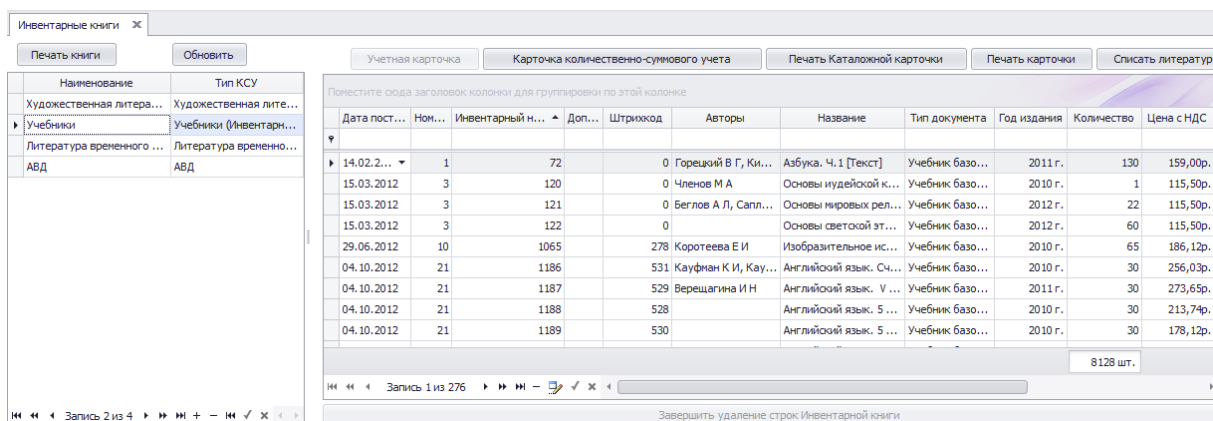 Инвентарные книги
Печать книги Обновить
Наименование Тип КСУ
Художественная литера... Художественная лите...
Учебники Учебники (Инвентарн...
Литература временного ... Литература временно...
АВД АВД
Запись 2 из 4
Учетная карточка Карточка количественно-суммового учета Печать Каталожной карточки Печать карточки Списать литератур
Поместите сюда заголовок колонки для группировки по этой колонке
Дата пост... Ном... Инвентарный н... Доп... Штрихкод Авторы Название Тип документа Год издания Количество Цена с НДС
14.02.2... 1 72 0 Горецкий В Г, Ки... Азбука. Ч.1 [Текст] Учебник базо... 2011 г. 130 159,00р.
15.03.2012 3 120 0 Членов М А Основы иудейской к... Учебник базо... 2010 г. 1 115,50р.
15.03.2012 3 121 0 Беглов А Л, Сапл... Основы мировых рел... Учебник базо... 2012 г. 22 115,50р.
15.03.2012 3 122 0 Основы светской эт... Учебник базо... 2012 г. 60 115,50р.
29.06.2012 10 1065 278 Коротеева Е И Изобразительное ис... Учебник базо... 2010 г. 65 186,12р.
04.10.2012 21 1186 531 Кауфман К И, Кау... Английский язык. Сч... Учебник базо... 2010 г. 30 256,03р.
04.10.2012 21 1187 529 Верещагина И Н Английский язык. V ... Учебник базо... 2011 г. 30 273,65р.
04.10.2012 21 1188 528 Английский язык. 5 ... Учебник базо... 2010 г. 30 213,74р.
04.10.2012 21 1189 530 Английский язык. 5 ... Учебник базо... 2010 г. 30 178,12р.
8128 шт.
Запись 1 из 276
Завершить удаление строк Инвентарной книги